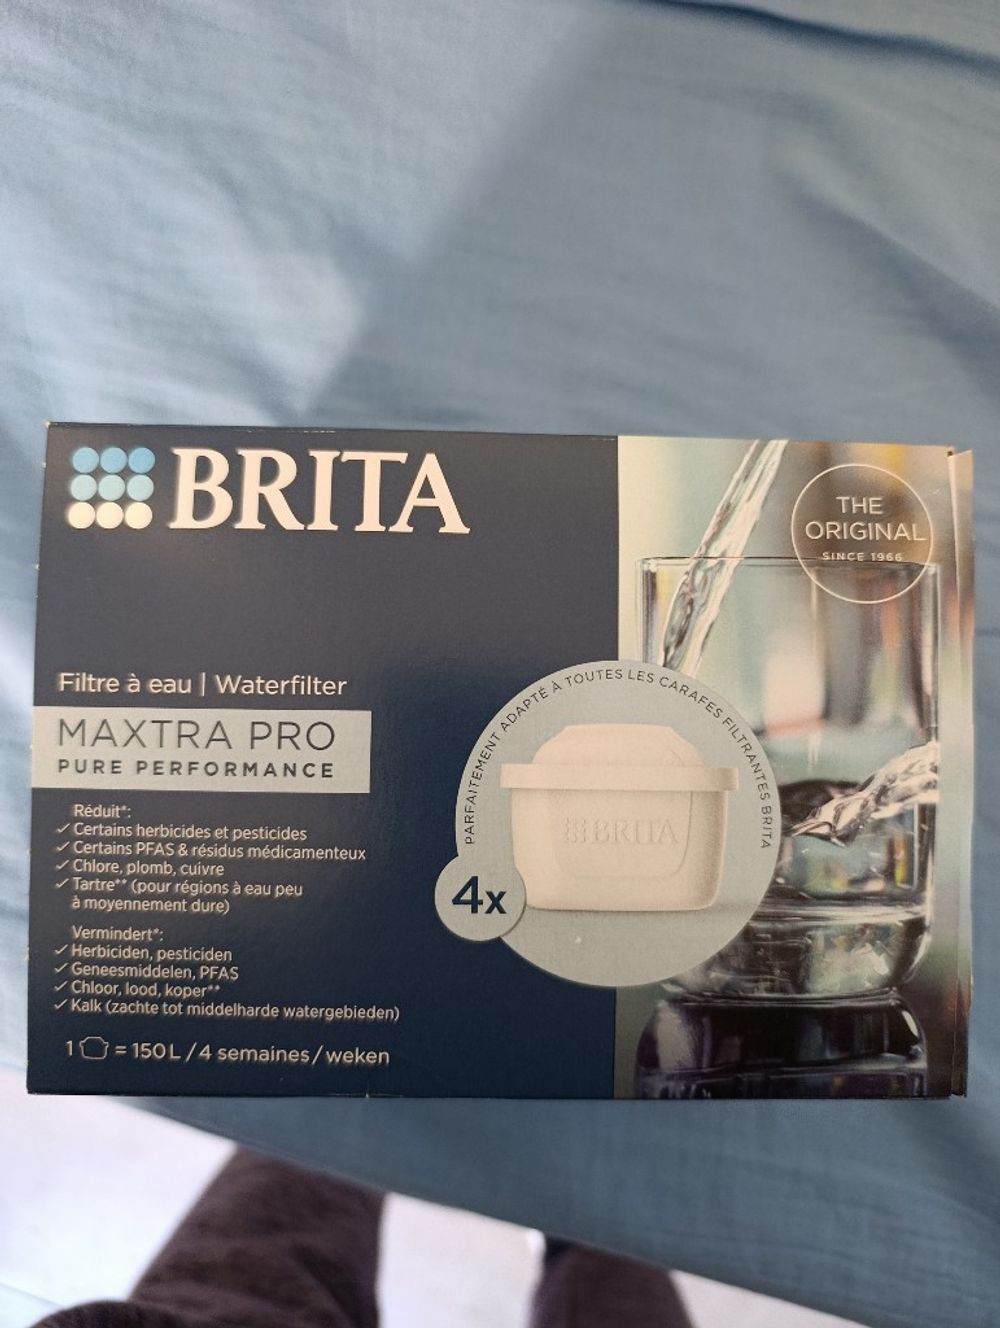 BRITA
THE
ORIGINAL
SINCE 1966
Filtre à eau | Waterfilter
MAXTRA PRO
PURE PERFORMANCE
Réduit*:
✓ Certains herbicides et pesticides
✓ Certains PFAS & résidus médicamenteux
✓ Chlore, plomb, cuivre
✓ Tartre** (pour régions à eau peu
à moyennement dure)
Vermindert*:
✓ Herbiciden, pesticiden
✓ Geneesmiddelen, PFAS
✓ Chloor, lood, koper**
✓ Kalk (zachte tot middelharde watergebieden)
1 = 150L / 4 semaines / weken
PARFAITEMENT ADAPTÉ À TOUTES LES CARAFES FILTRANTES BRITA
BRITA
4x